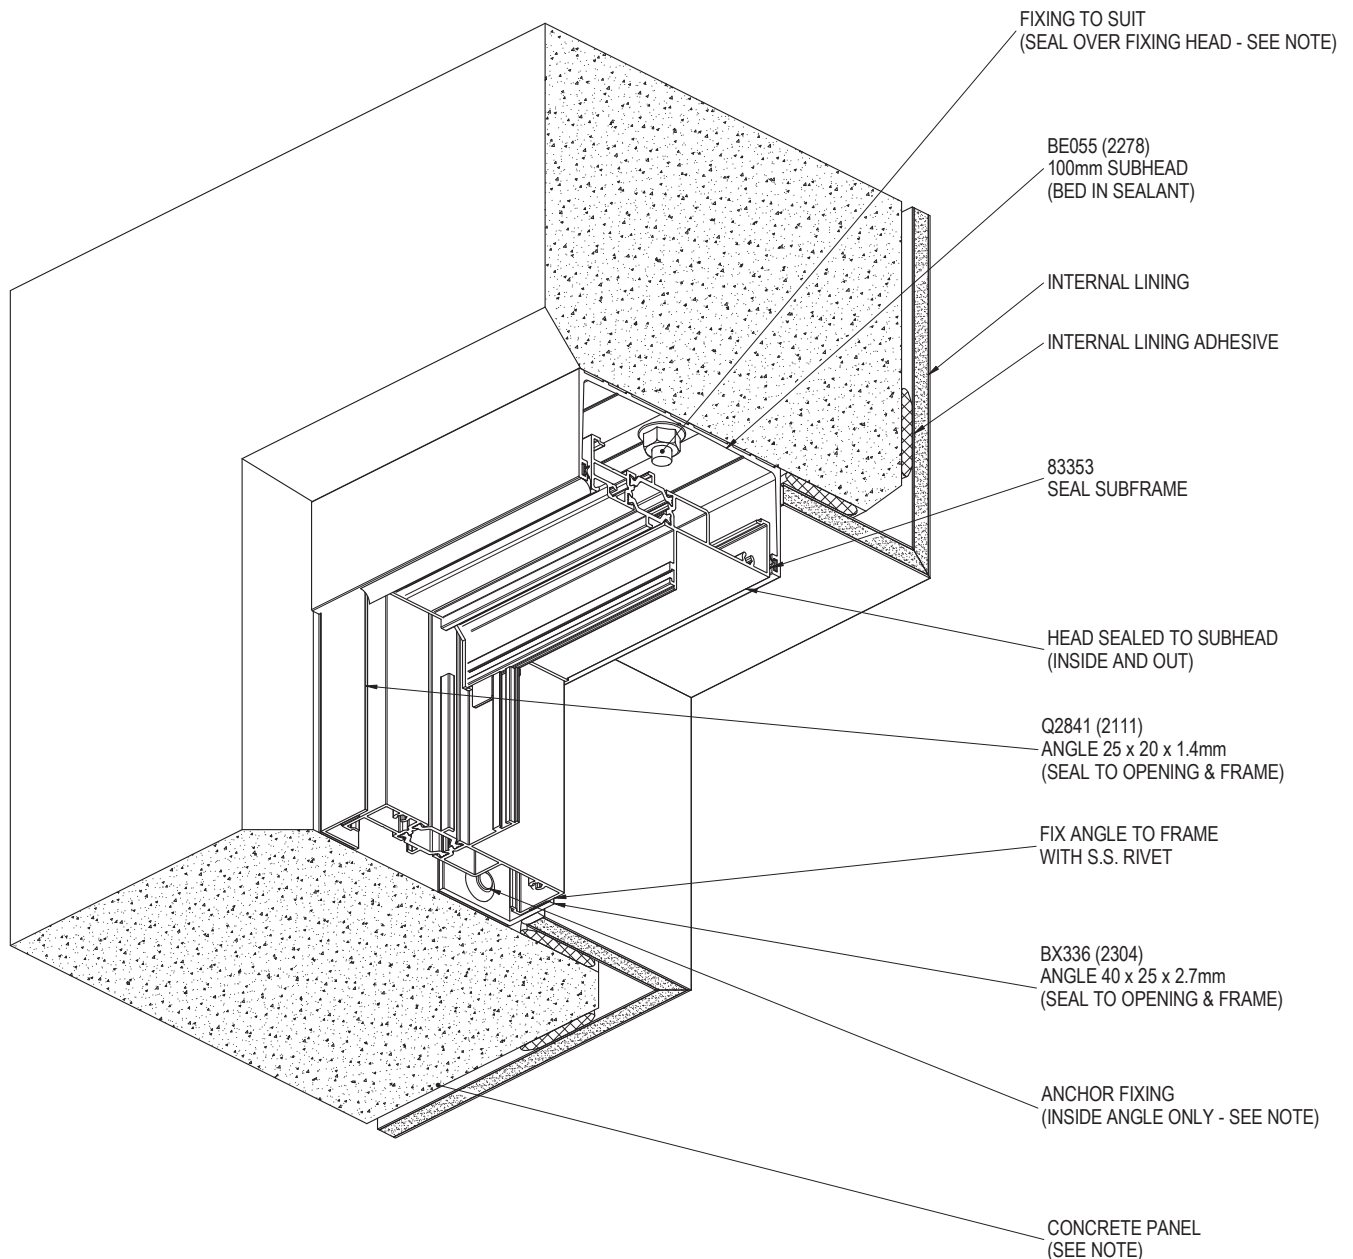 FIXING TO SUIT
(SEAL OVER FIXING HEAD - SEE NOTE)
BE055 (2278)
100mm SUBHEAD
(BED IN SEALANT)
INTERNAL LINING
INTERNAL LINING ADHESIVE
83353
SEAL SUBFRAME
HEAD SEALED TO SUBHEAD
(INSIDE AND OUT)
Q2841 (2111)
ANGLE 25 x 20 x 1.4mm
(SEAL TO OPENING & FRAME)
FIX ANGLE TO FRAME
WITH S.S. RIVET
BX336 (2304)
ANGLE 40 x 25 x 2.7mm
(SEAL TO OPENING & FRAME)
ANCHOR FIXING
(INSIDE ANGLE ONLY - SEE NOTE)
CONCRETE PANEL
(SEE NOTE)